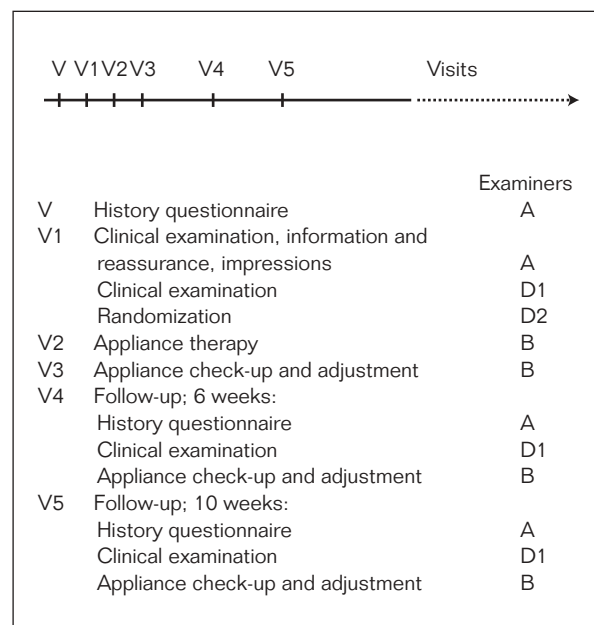 V V1 V2 V3 V4 V5 Visits
Examiners
V History questionnaire A
V1 Clinical examination, information and
reassurance, impressions A
Clinical examination D1
Randomization D2
V2 Appliance therapy B
V3 Appliance check-up and adjustment B
V4 Follow-up; 6 weeks:
History questionnaire A
Clinical examination D1
Appliance check-up and adjustment B
V5 Follow-up; 10 weeks:
History questionnaire A
Clinical examination D1
Appliance check-up and adjustment B